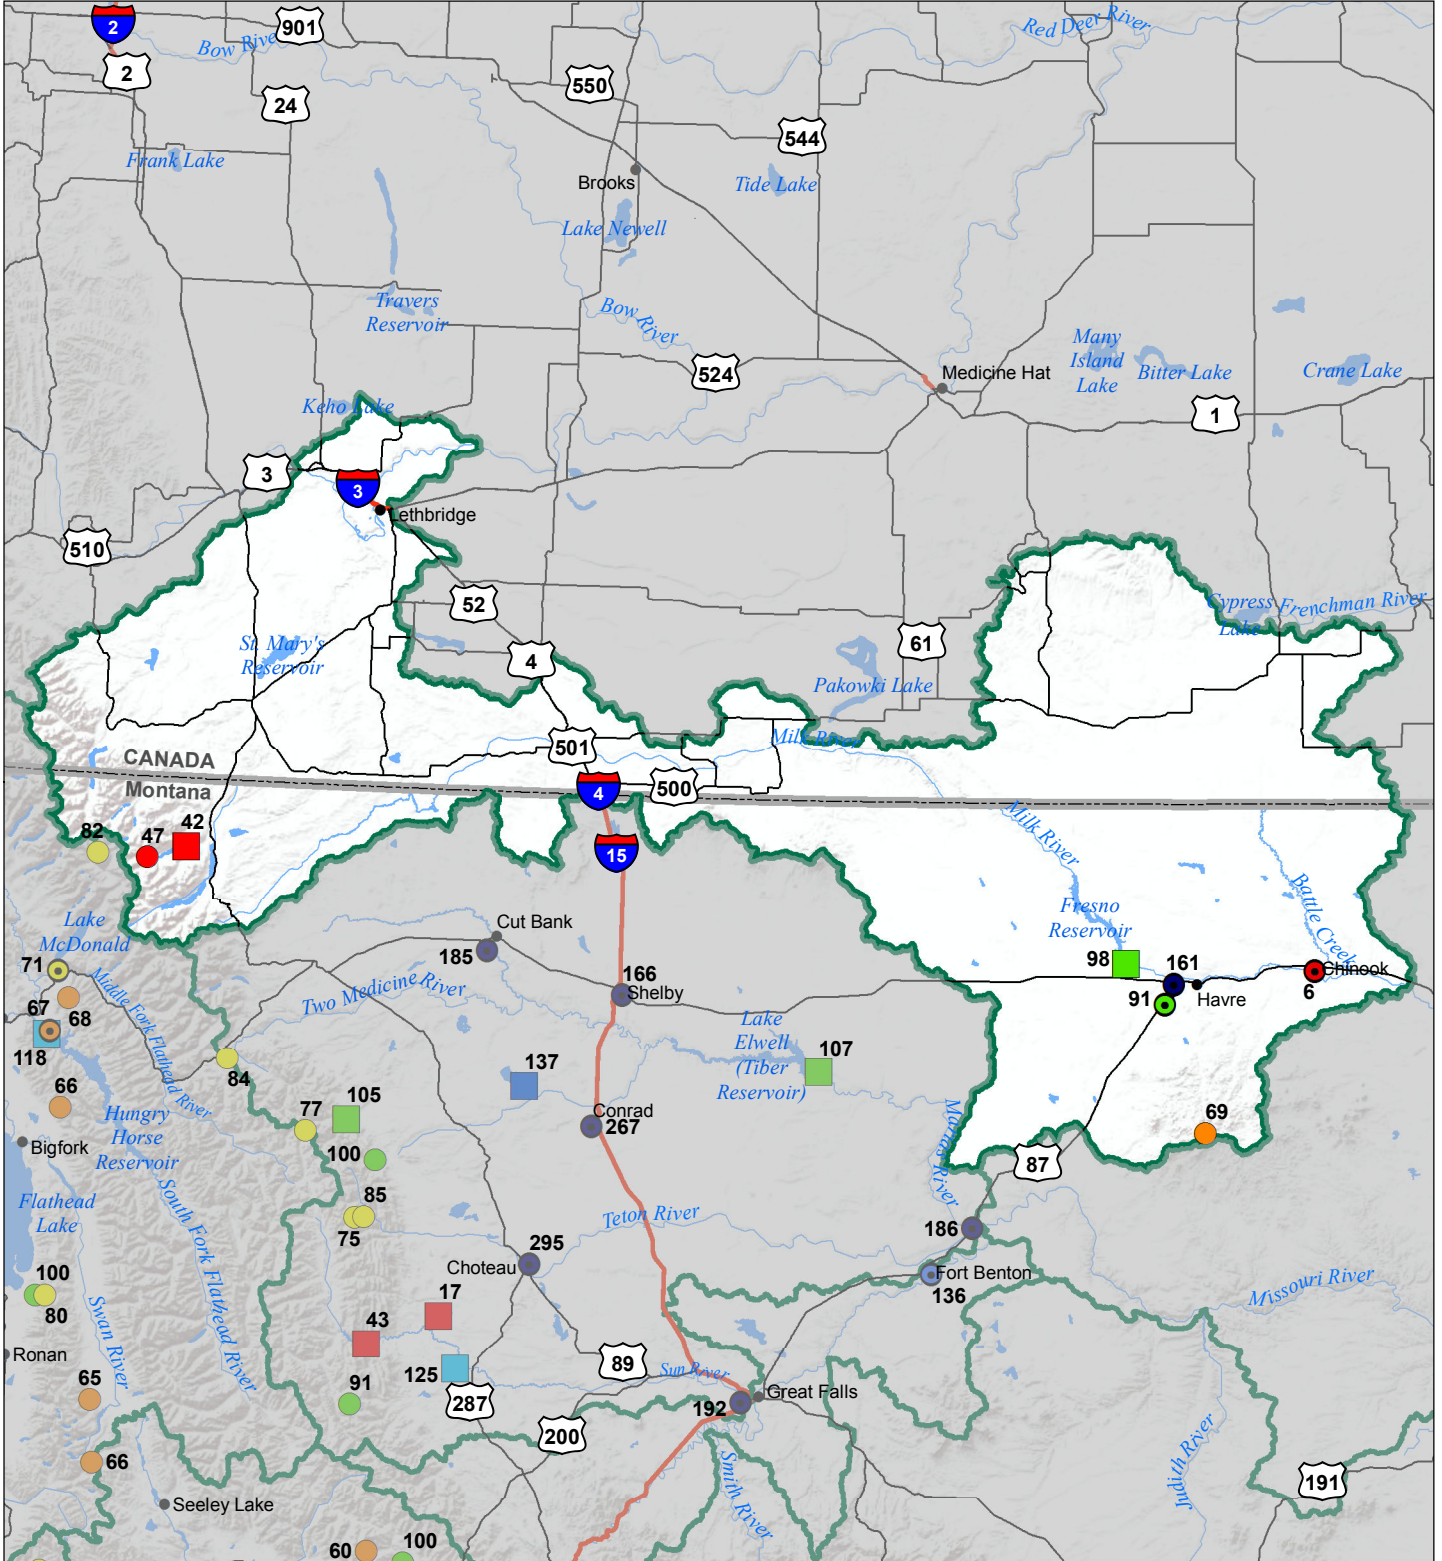 2
901
Bow River
Red Deer River
2
24
550
544
Frank Lake
Brooks
Tide Lake
Lake Newell
Travers
Reservoir
Bow River
524
Many
Island
Lake
Bitter Lake
Crane Lake
Medicine Hat
1
Keho Lake
3
3
Lethbridge
510
52
4
61
Cypress
Lake
Frenchman River
St. Mary's
Reservoir
Pakowki Lake
501
Milk River
CANADA
Montana
4
500
82
47
42
15
Milk River
Battle Creek
Fresno
Reservoir
Lake
McDonald
Cut Bank
185
71
98
161
Chinook
6
91
Havre
166
Shelby
Middle Fork Flathead River
Two Medicine River
67
68
118
Lake
Elwell
(Tiber
Reservoir)
107
84
137
66
105
77
Conrad
267
Hungry
Horse
Reservoir
Bigfork
100
69
Marias River
87
85
75
Flathead
Lake
South Fork Flathead River
Teton River
186
295
Choteau
Fort Benton
136
Missouri River
100
80
Swan River
17
43
125
Ronan
89
Sun River
65
91
287
Great Falls
192
200
66
Smith River
Judith River
191
Seeley Lake
60
100